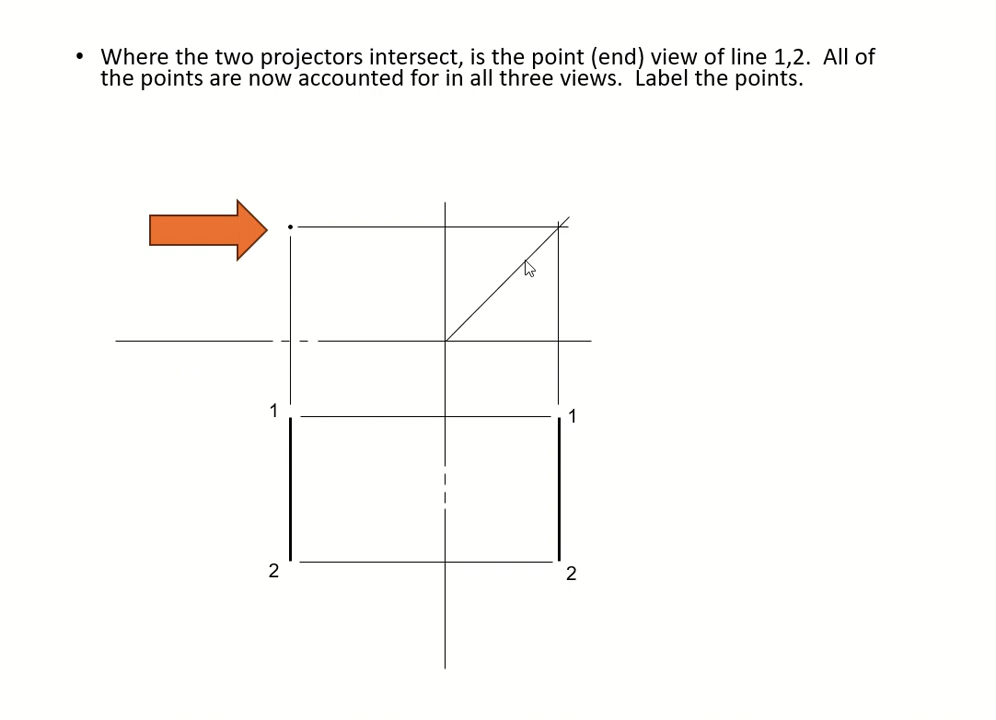 • Where the two projectors intersect, is the point (end) view of line 1,2.  All of
the points are now accounted for in all three views.  Label the points.
1
1
2
2